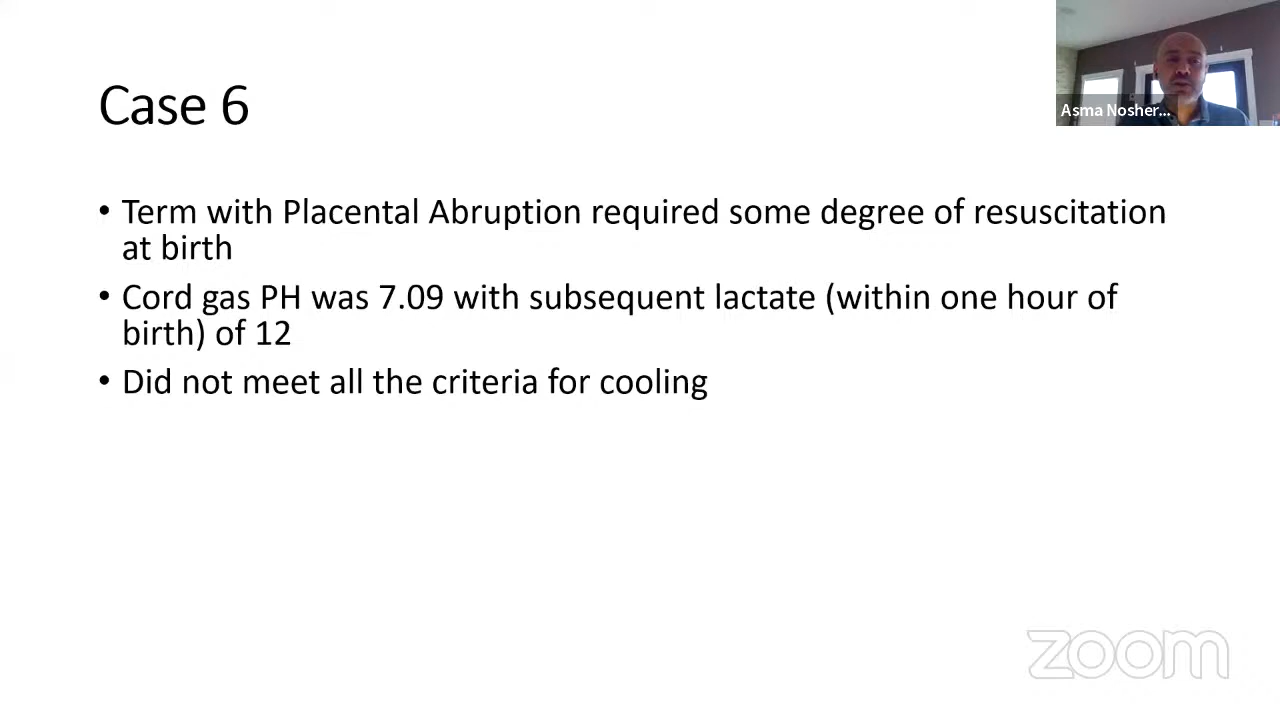 Case 6
Asma Nosher...
• Term with Placental Abruption required some degree of resuscitation
at birth
• Cord gas PH was 7.09 with subsequent lactate (within one hour of
birth) of 12
• Did not meet all the criteria for cooling
zoom